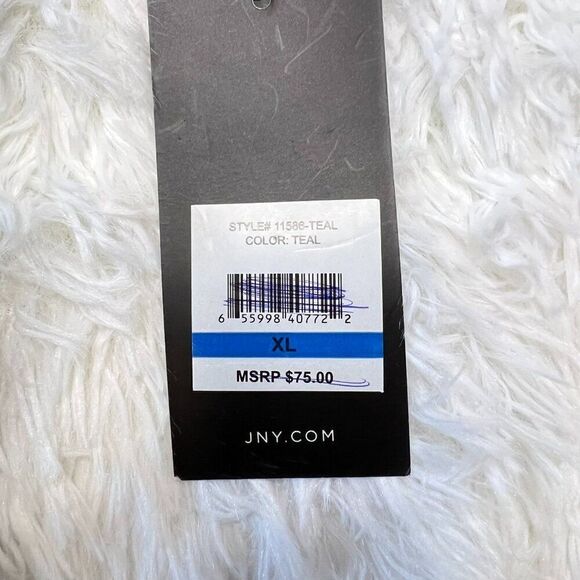 STYLE# 11586-TEAL
COLOR: TEAL
6 55998 40772 2
XL
MSRP $75.00
JNY.COM